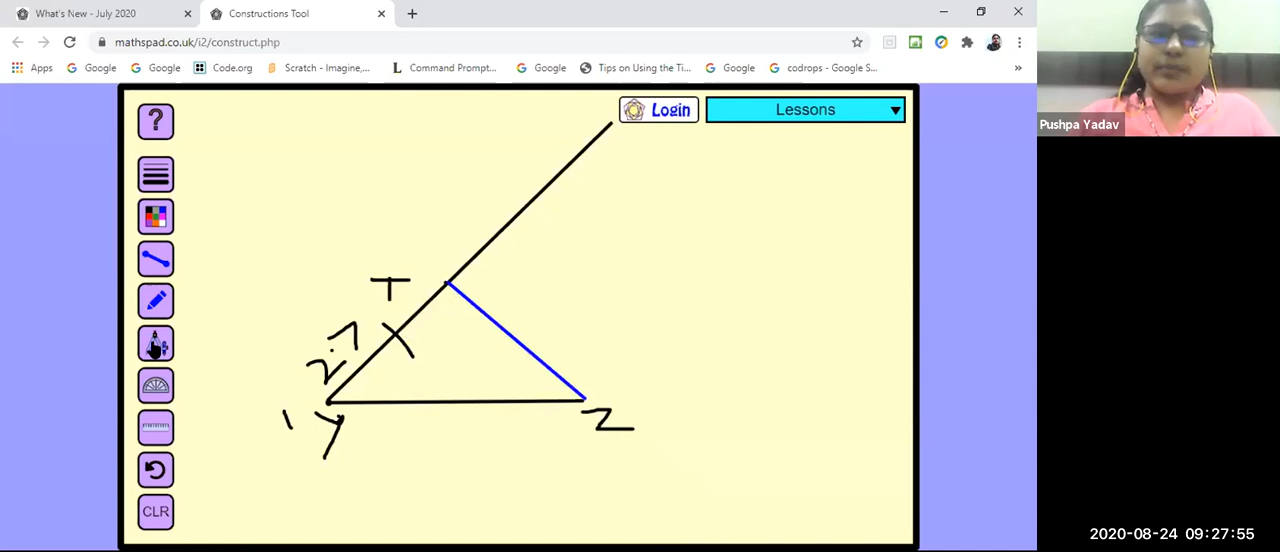 What's New - July 2020
Constructions Tool
mathspad.co.uk/i2/construct.php
Apps Google Google Code.org Scratch - Imagine,... Command Prompt... Google Tips on Using the Ti... Google codrops - Google S... »
? Login Lessons
T
2.7
Y Z
CLR
Pushpa Yadav
2020-08-24 09:27:55